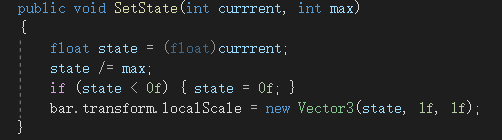 public void SetState(int currrent, int max)
{
float state = (float)currrent;
state /= max;
if (state < 0f) { state = 0f; }
bar.transform.localScale = new Vector3(state, 1f, 1f);
}